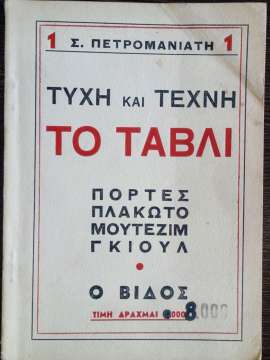 1 Σ. ΠΕΤΡΟΜΑΝΙΑΤΗ 1
ΤΥΧΗ και ΤΕΧΝΗ
ΤΟ ΤΑΒΛΙ
ΠΟΡΤΕΣ
ΠΛΑΚΩΤΟ
ΜΟΥΤΕΖΙΜ
ΓΚΙΟΥΛ
Ο ΒΙΔΟΣ
ΤΙΜΗ ΔΡΑΧΜΑΙ 8.000